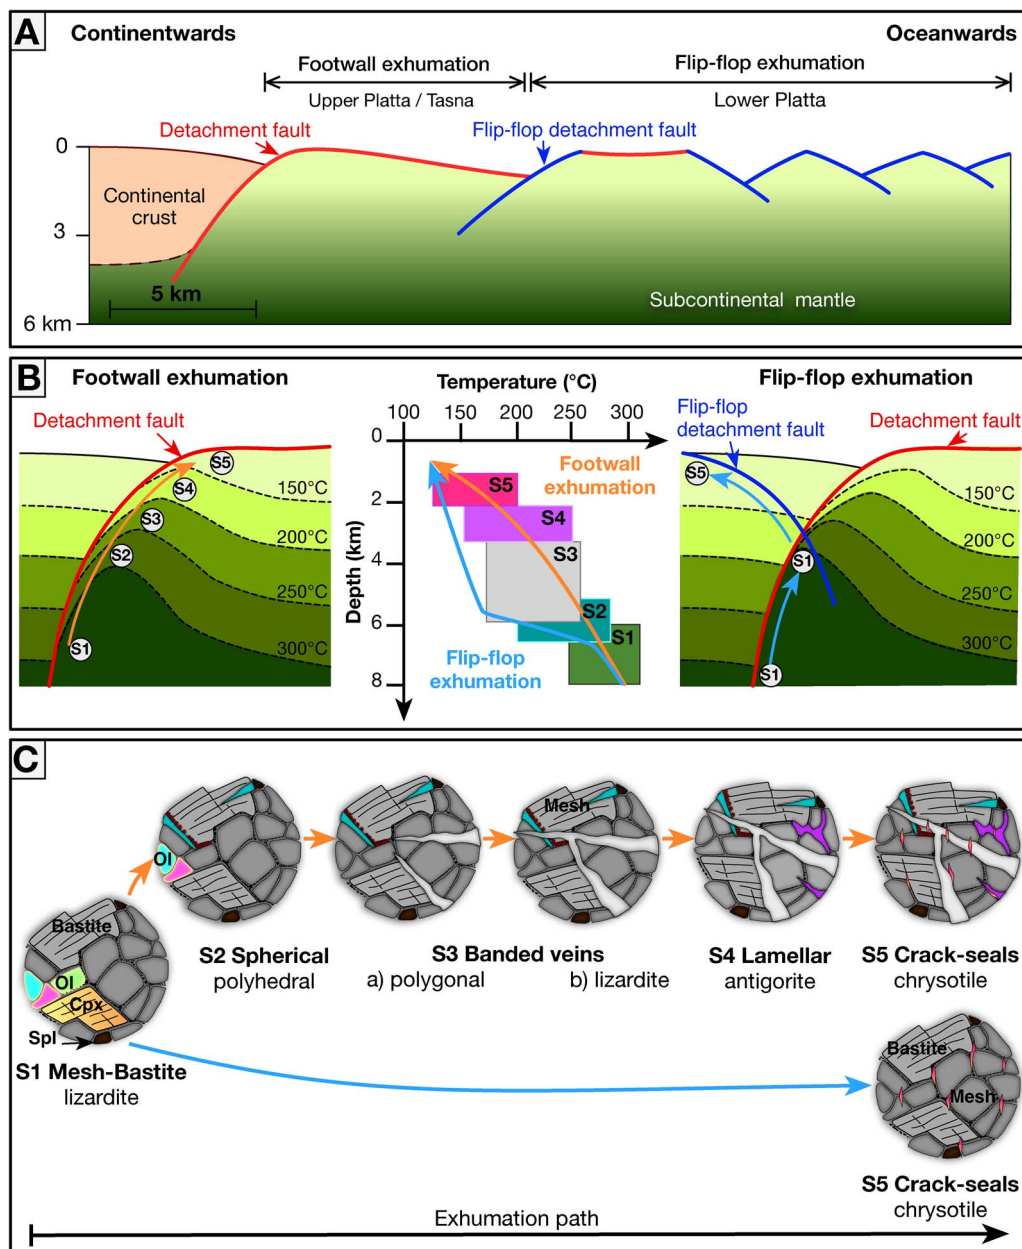 A
Continentwards
Oceanwards
Footwall exhumation
Flip-flop exhumation
Upper Platta / Tasna
Lower Platta
Detachment fault
Flip-flop detachment fault
0
Continental
crust
3
5 km
Subcontinental mantle
6 km
B
Footwall exhumation
Detachment fault
S5
S4
150°C
S3
200°C
S2
250°C
S1
300°C
Temperature (°C)
100 150 200 250 300
0
2
4
6
8
Depth (km)
Footwall
exhumation
S5
S4
S3
S2
S1
Flip-flop
exhumation
Flip-flop exhumation
Flip-flop
detachment fault
Detachment fault
S5
150°C
S1
200°C
250°C
300°C
S1
C
Mesh
Ol
Bastite
Ol
Cpx
Spl
S1 Mesh-Bastite
lizardite
S2 Spherical
polyhedral
S3 Banded veins
a) polygonal
b) lizardite
S4 Lamellar
antigorite
S5 Crack-seals
chrysotile
Bastite
Mesh
S5 Crack-seals
chrysotile
Exhumation path